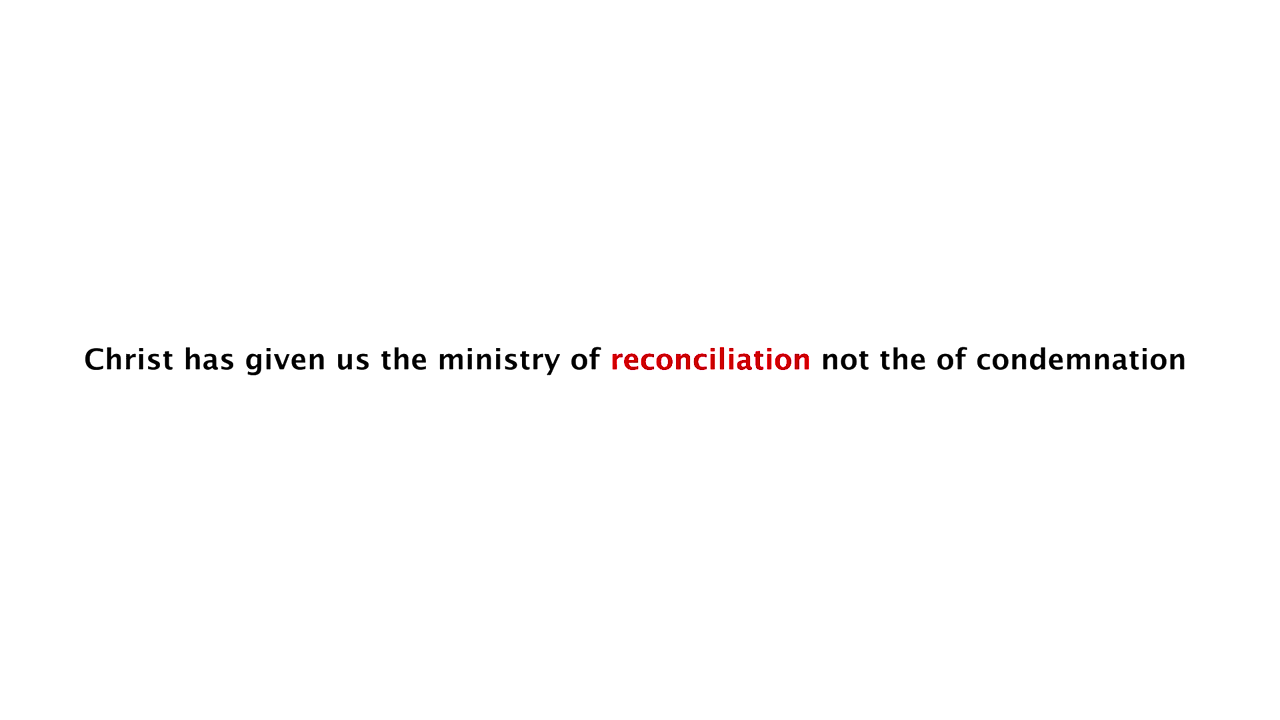 Christ has given us the ministry of reconciliation not the of condemnation